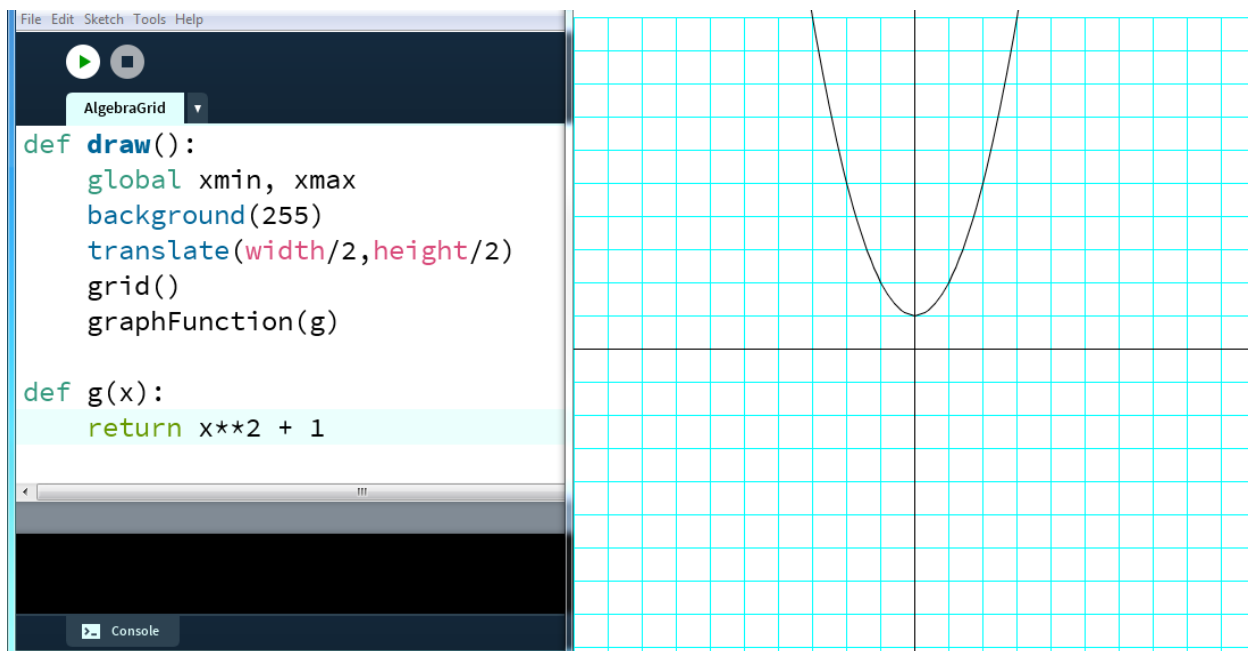 File Edit Sketch Tools Help
AlgebraGrid ▼
def draw():
    global xmin, xmax
    background(255)
    translate(width/2,height/2)
    grid()
    graphFunction(g)
def g(x):
    return x**2 + 1
Console